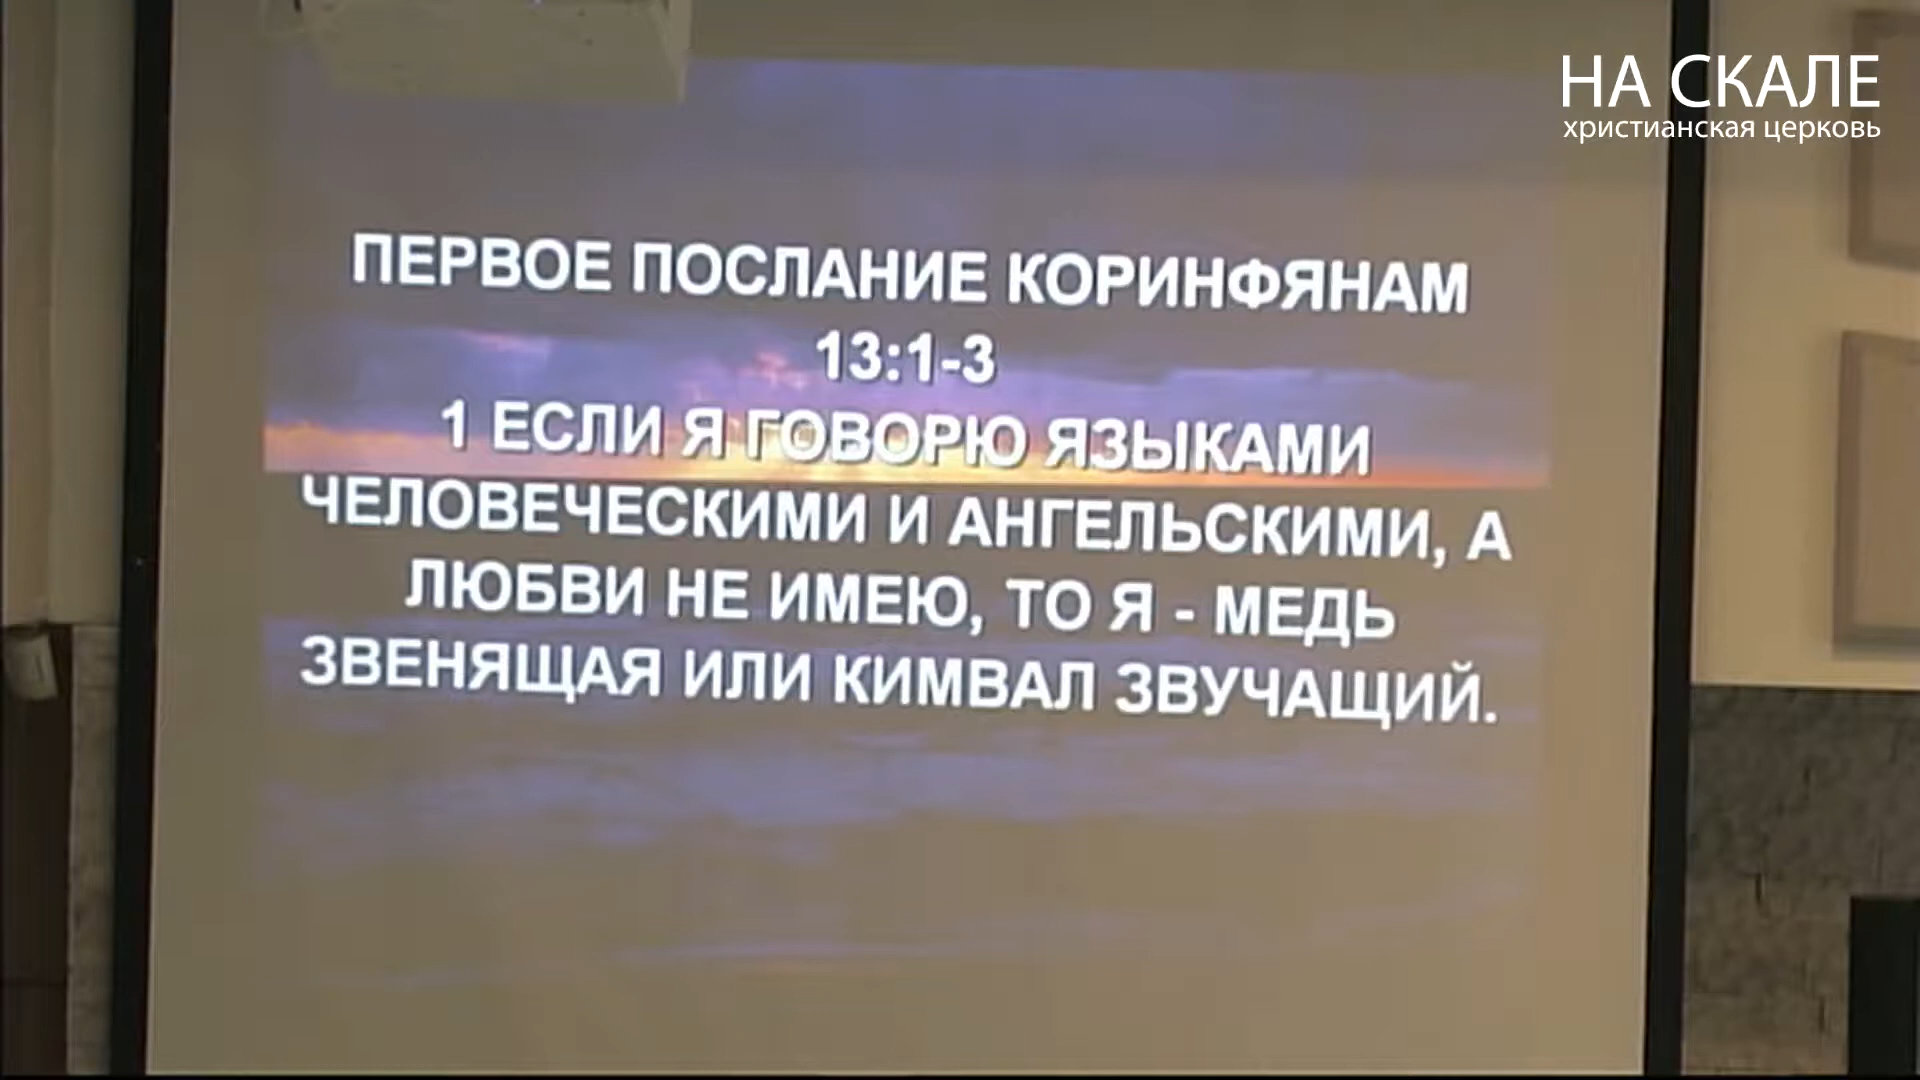 НА СКАЛЕ
христианская церковь
ПЕРВОЕ ПОСЛАНИЕ КОРИНФЯНАМ
13:1-3
1 ЕСЛИ Я ГОВОРЮ ЯЗЫКАМИ
ЧЕЛОВЕЧЕСКИМИ И АНГЕЛЬСКИМИ, А
ЛЮБВИ НЕ ИМЕЮ, ТО Я - МЕДЬ
ЗВЕНЯЩАЯ ИЛИ КИМВАЛ ЗВУЧАЩИЙ.